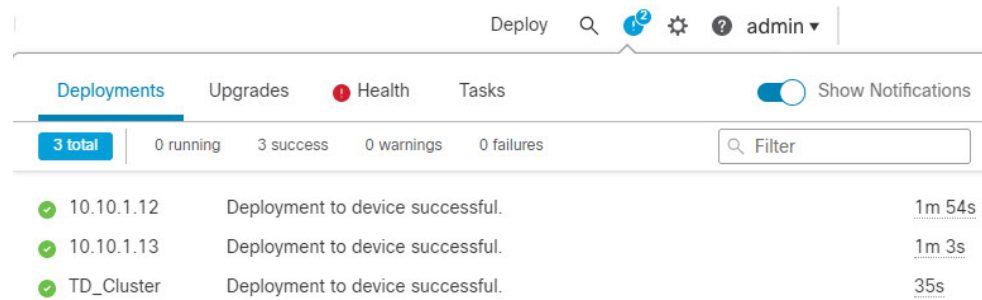 Deploy 2 ? admin ▾
Deployments Upgrades ! Health Tasks Show Notifications
3 total 0 running 3 success 0 warnings 0 failures Filter
10.10.1.12 Deployment to device successful. 1m 54s
10.10.1.13 Deployment to device successful. 1m 3s
TD_Cluster Deployment to device successful. 35s